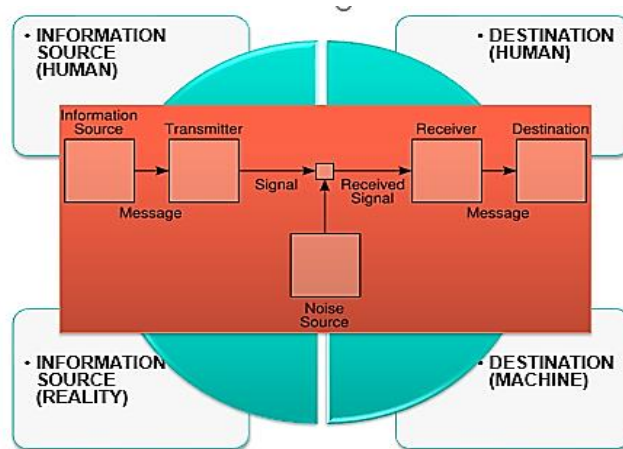 • INFORMATION
SOURCE
(HUMAN)
• DESTINATION
(HUMAN)
Information
Source
Transmitter
Receiver
Destination
Signal
Received
Signal
Message
Message
Noise
Source
• INFORMATION
SOURCE
(REALITY)
• DESTINATION
(MACHINE)